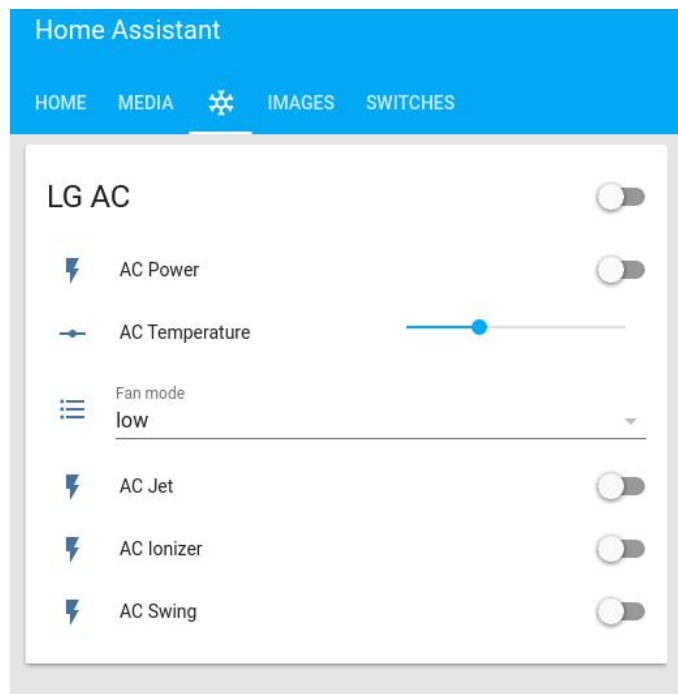 Home Assistant
HOME MEDIA IMAGES SWITCHES
LG AC
AC Power
AC Temperature
Fan mode
low
AC Jet
AC Ionizer
AC Swing